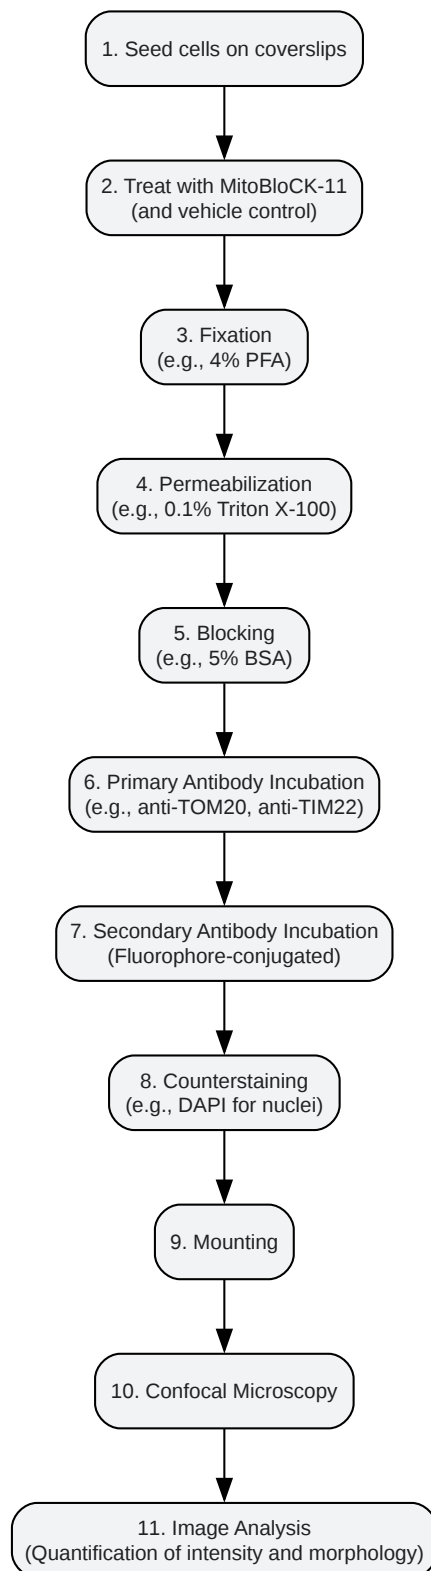 1. Seed cells on coverslips
2. Treat with MitoBloCK-11
(and vehicle control)
3. Fixation
(e.g., 4% PFA)
4. Permeabilization
(e.g., 0.1% Triton X-100)
5. Blocking
(e.g., 5% BSA)
6. Primary Antibody Incubation
(e.g., anti-TOM20, anti-TIM22)
7. Secondary Antibody Incubation
(Fluorophore-conjugated)
8. Counterstaining
(e.g., DAPI for nuclei)
9. Mounting
10. Confocal Microscopy
11. Image Analysis
(Quantification of intensity and morphology)